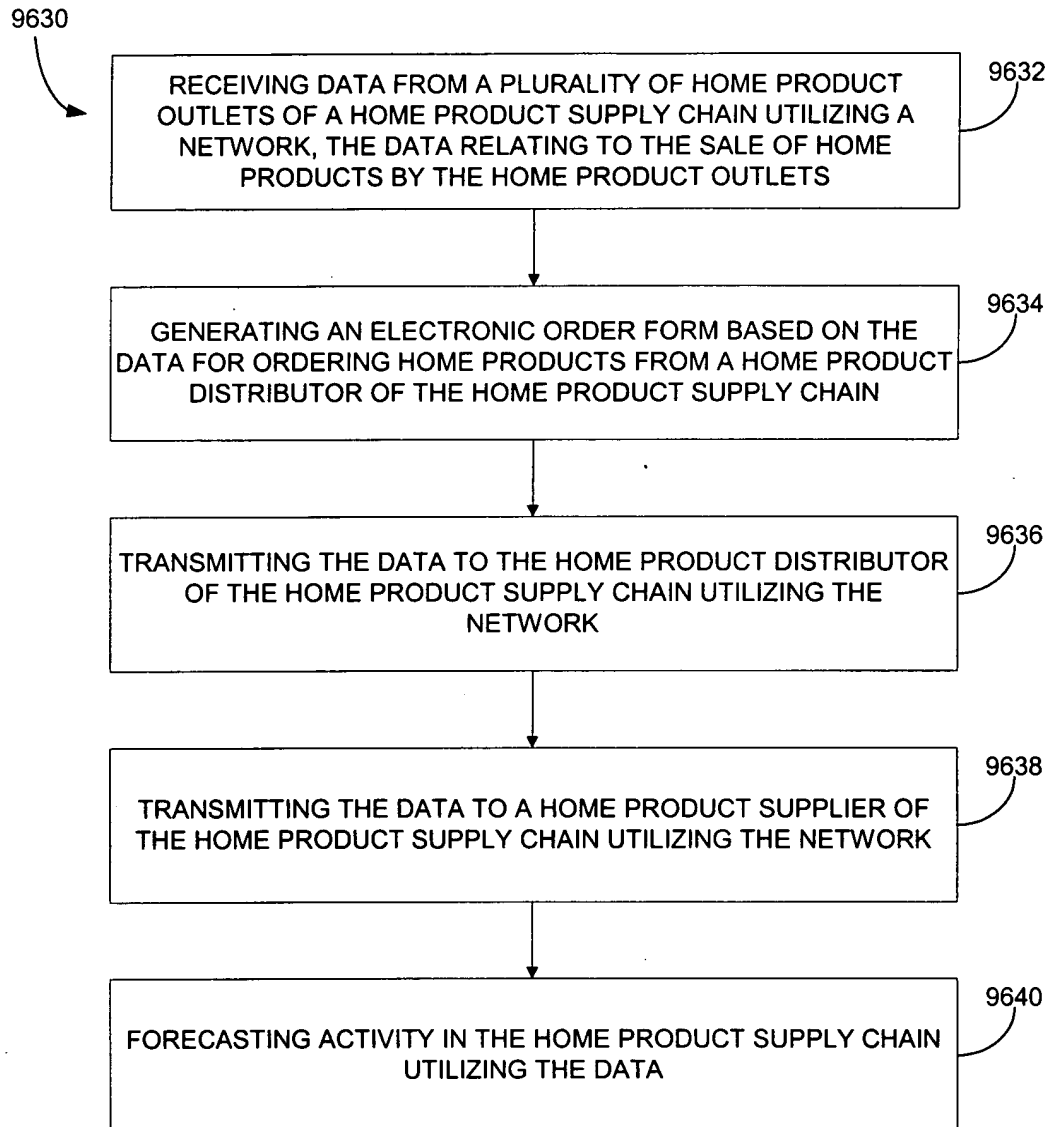 9630
RECEIVING DATA FROM A PLURALITY OF HOME PRODUCT
OUTLETS OF A HOME PRODUCT SUPPLY CHAIN UTILIZING A
NETWORK, THE DATA RELATING TO THE SALE OF HOME
PRODUCTS BY THE HOME PRODUCT OUTLETS
9632
GENERATING AN ELECTRONIC ORDER FORM BASED ON THE
DATA FOR ORDERING HOME PRODUCTS FROM A HOME PRODUCT
DISTRIBUTOR OF THE HOME PRODUCT SUPPLY CHAIN
9634
TRANSMITTING THE DATA TO THE HOME PRODUCT DISTRIBUTOR
OF THE HOME PRODUCT SUPPLY CHAIN UTILIZING THE
NETWORK
9636
TRANSMITTING THE DATA TO A HOME PRODUCT SUPPLIER OF
THE HOME PRODUCT SUPPLY CHAIN UTILIZING THE NETWORK
9638
FORECASTING ACTIVITY IN THE HOME PRODUCT SUPPLY CHAIN
UTILIZING THE DATA
9640